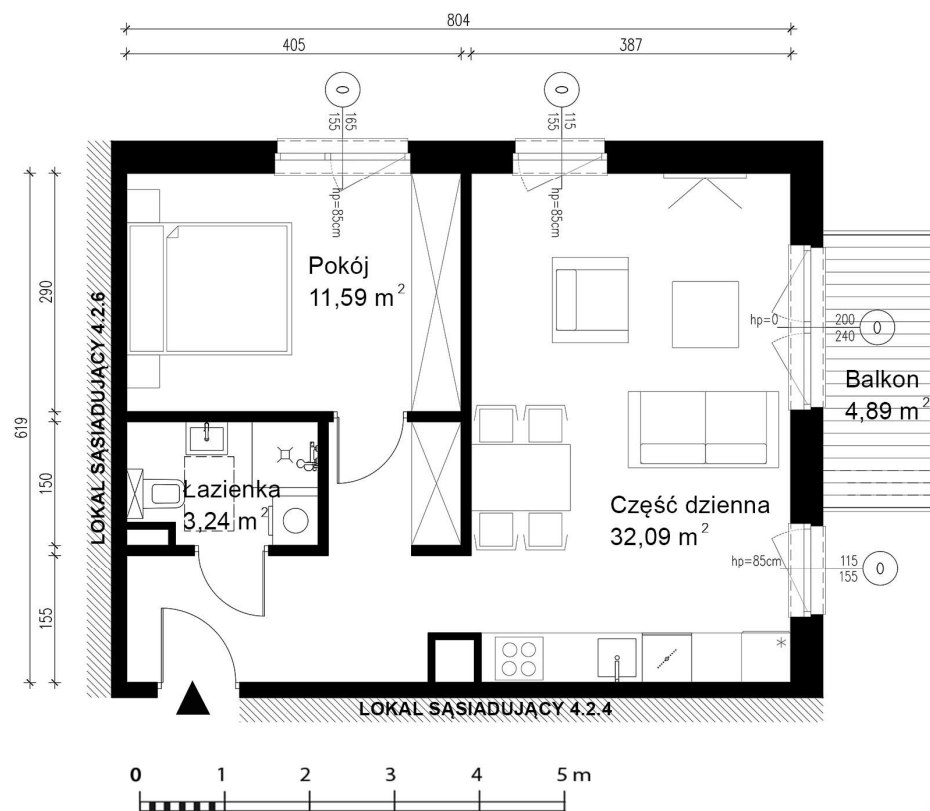 804
405
387
0
0
155
165
155
115
hp=85cm
hp=85cm
Pokój
11,59 m²
290
619
LOKAL SĄSIADUJĄCY 4.2.6
hp=0
200
240
0
Balkon
4,89 m²
150
Łazienka
3,24 m²
Część dzienna
32,09 m²
hp=85cm
115
155
0
155
*
LOKAL SĄSIADUJĄCY 4.2.4
0 1 2 3 4 5 m